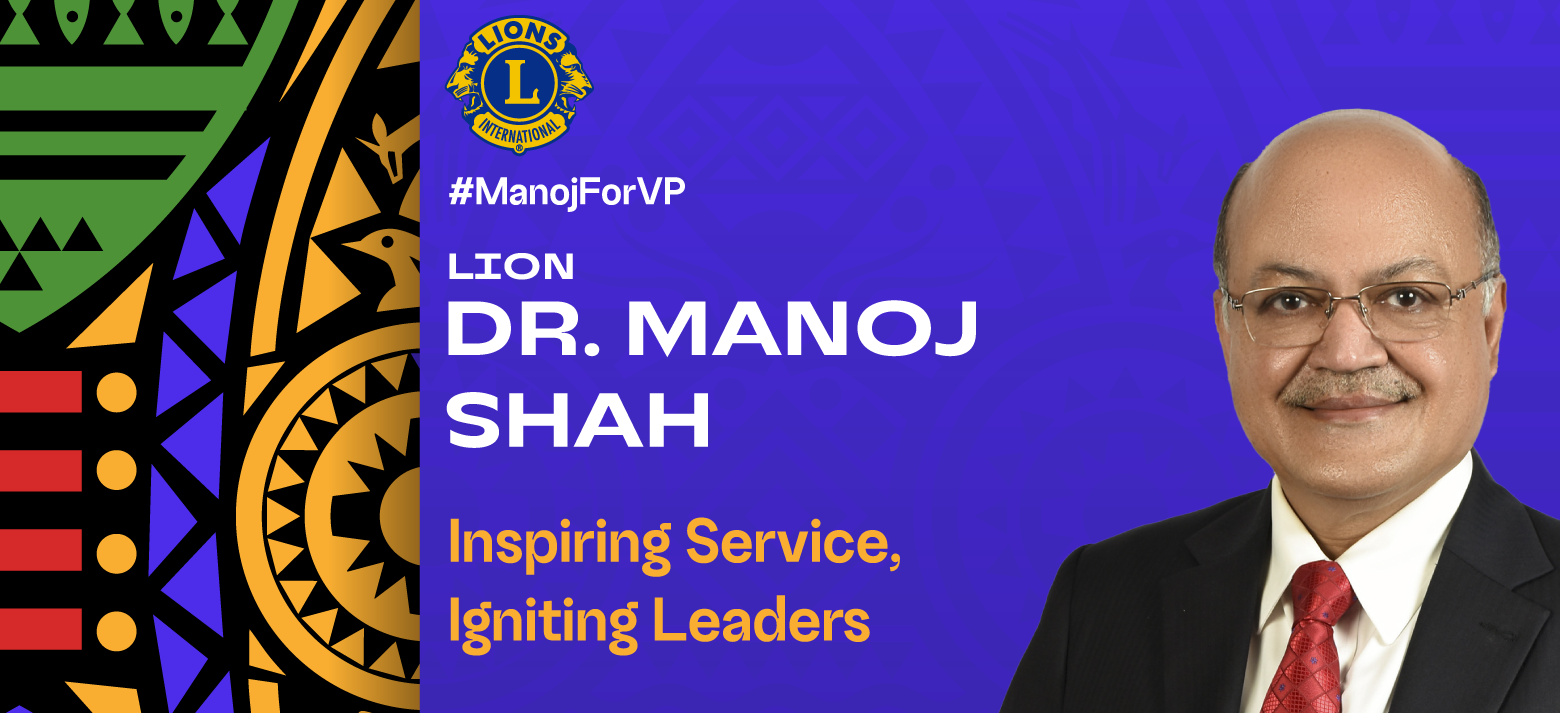 LIONS
L
INTERNATIONAL
®
#ManojForVP
LION
DR. MANOJ
SHAH
Inspiring Service,
Igniting Leaders